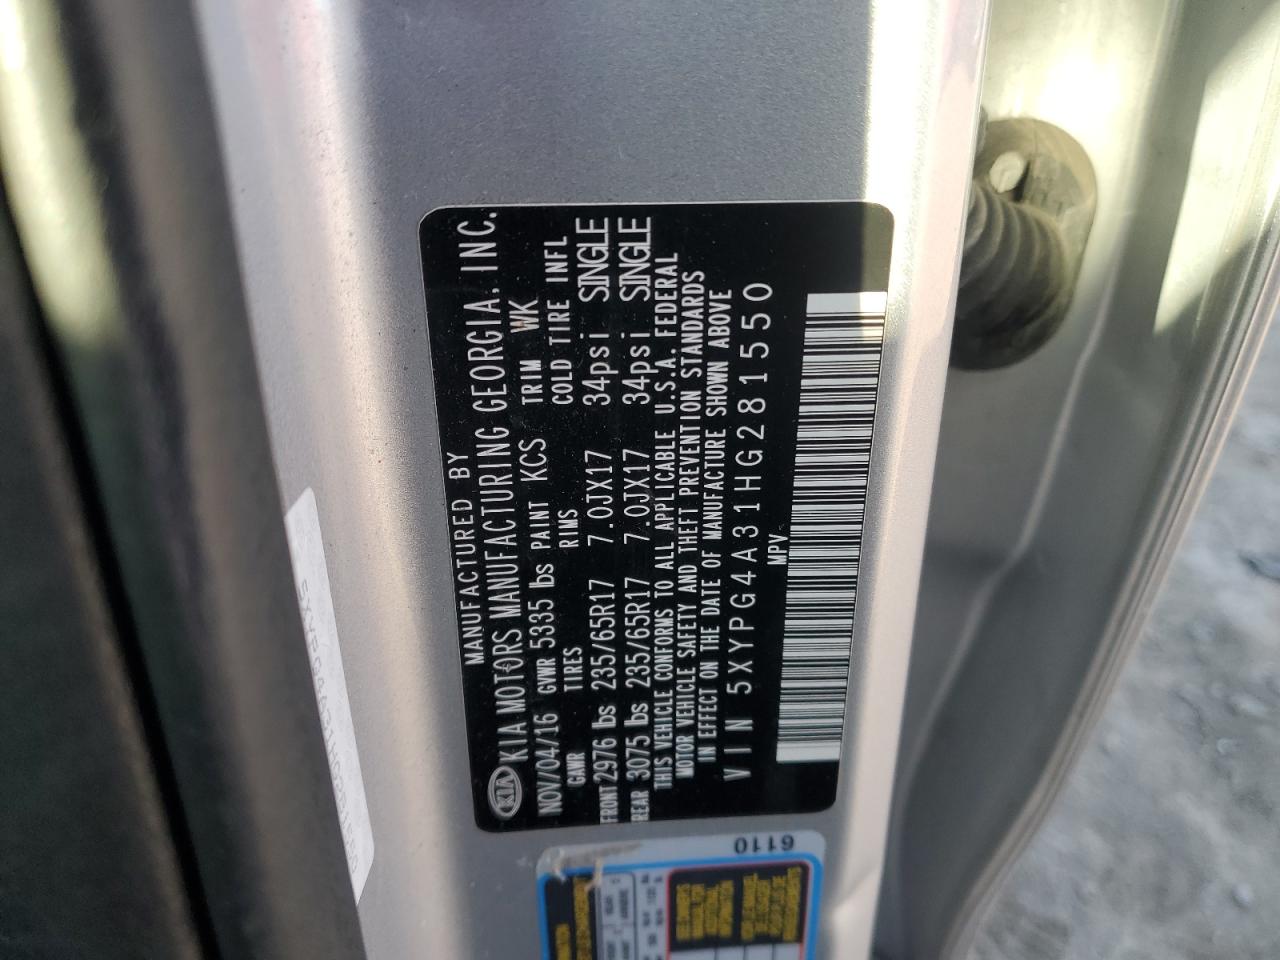 MANUFACTURED BY
KIA KIA MOTORS MANUFACTURING GEORGIA, INC.
NOV/04/16 GVWR 5335 lbs PAINT KCS TRIM WK
GAWR TIRES RIMS COLD TIRE INFL
FRONT 2976 lbs 235/65R17 7.0JX17 34psi SINGLE
REAR 3075 lbs 235/65R17 7.0JX17 34psi SINGLE
THIS VEHICLE CONFORMS TO ALL APPLICABLE U.S.A. FEDERAL
MOTOR VEHICLE SAFETY AND THEFT PREVENTION STANDARDS
IN EFFECT ON THE DATE OF MANUFACTURE SHOWN ABOVE
VIN 5XYPG4A31HG281550
MPV
6110